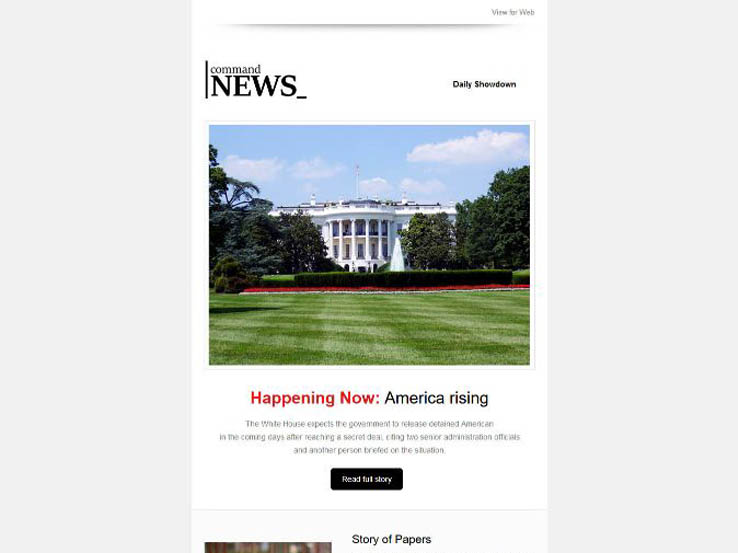 View for Web
command
NEWS_
Daily Showdown
Happening Now: America rising
The White House expects the government to release detained American
in the coming days after reaching a secret deal, citing two senior administration officials
and another person briefed on the situation.
Read full story
Story of Papers